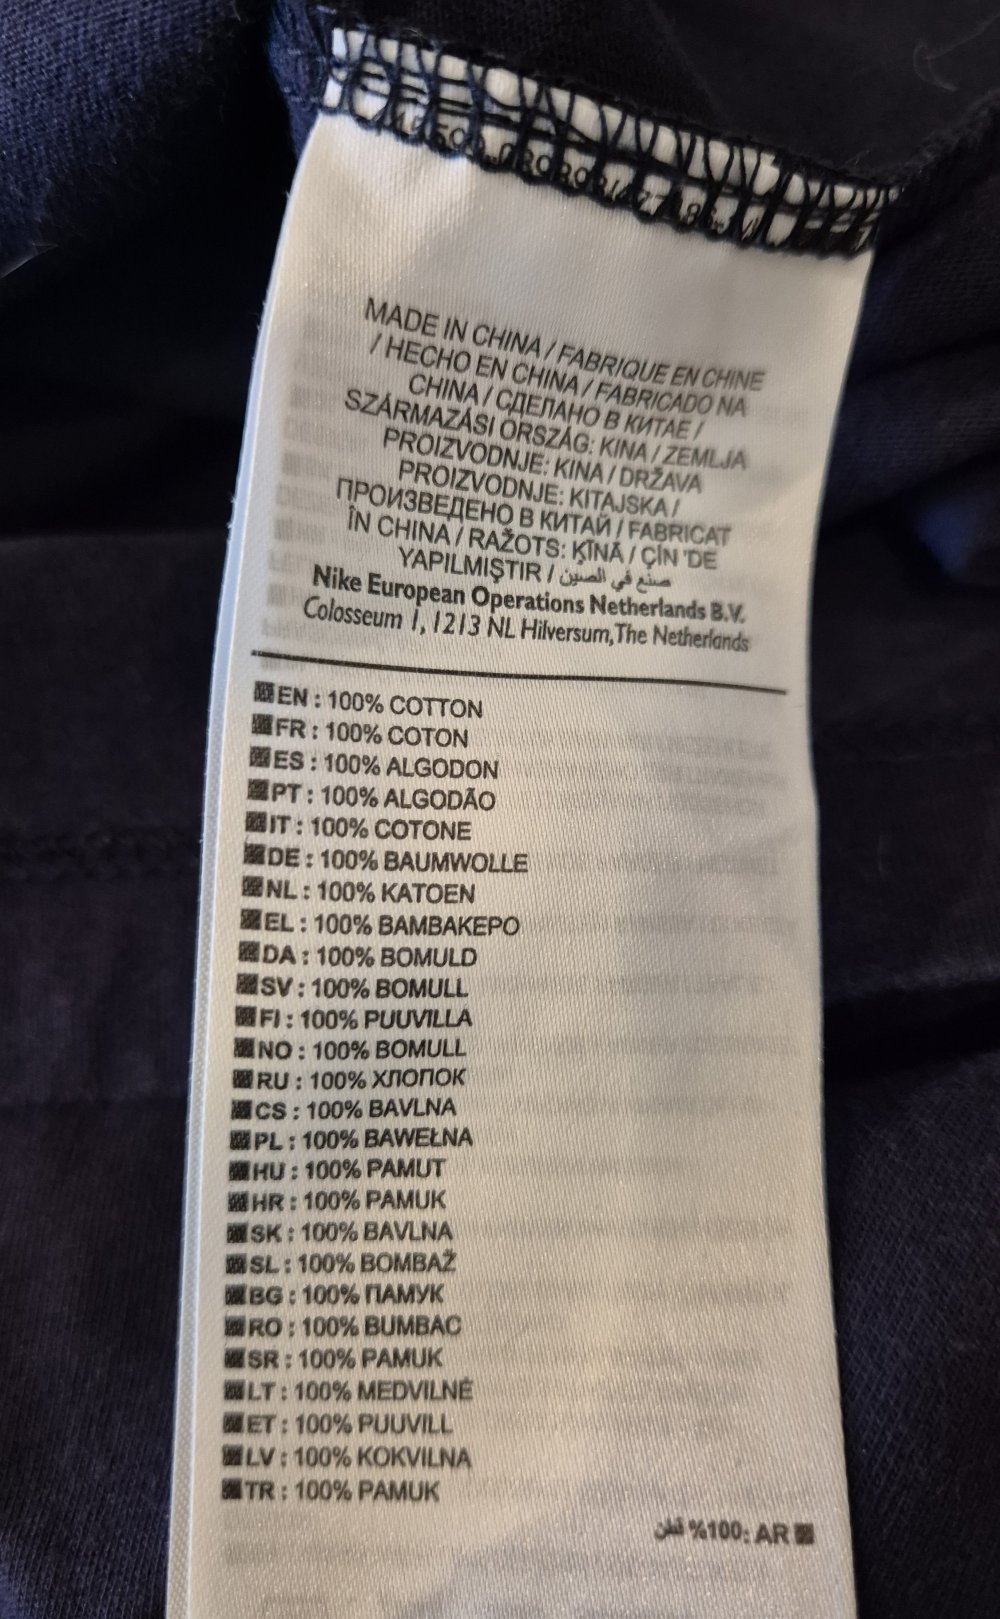 MADE IN CHINA / FABRIQUE EN CHINE
/ HECHO EN CHINA / FABRICADO NA
CHINA / СДЕЛАНО В КИТАЕ /
SZÁRMAZÁSI ORSZÁG: KINA / ZEMLJA
PROIZVODNJE: KINA / DRŽAVA
PROIZVODNJE: KITAJSKA /
ПРОИЗВЕДЕНО В КИТАЙ / FABRICAT
ÎN CHINA / RAŽOTS: ĶĪNĀ / ÇİN 'DE
YAPILMIŞTIR / صنع في الصين
Nike European Operations Netherlands B.V.
Colosseum 1, 1213 NL Hilversum, The Netherlands
EN : 100% COTTON
FR : 100% COTON
ES : 100% ALGODON
PT : 100% ALGODÃO
IT : 100% COTONE
DE : 100% BAUMWOLLE
NL : 100% KATOEN
EL : 100% ΒΑΜΒΑΚΕΡΟ
DA : 100% BOMULD
SV : 100% BOMULL
FI : 100% PUUVILLA
NO : 100% BOMULL
RU : 100% ХЛОПОК
CS : 100% BAVLNA
PL : 100% BAWEŁNA
HU : 100% PAMUT
HR : 100% PAMUK
SK : 100% BAVLNA
SL : 100% BOMBAŽ
BG : 100% ПАМУК
RO : 100% BUMBAC
SR : 100% PAMUK
LT : 100% MEDVILNĖ
ET : 100% PUUVILL
LV : 100% KOKVILNA
TR : 100% PAMUK
AR :100% قطن